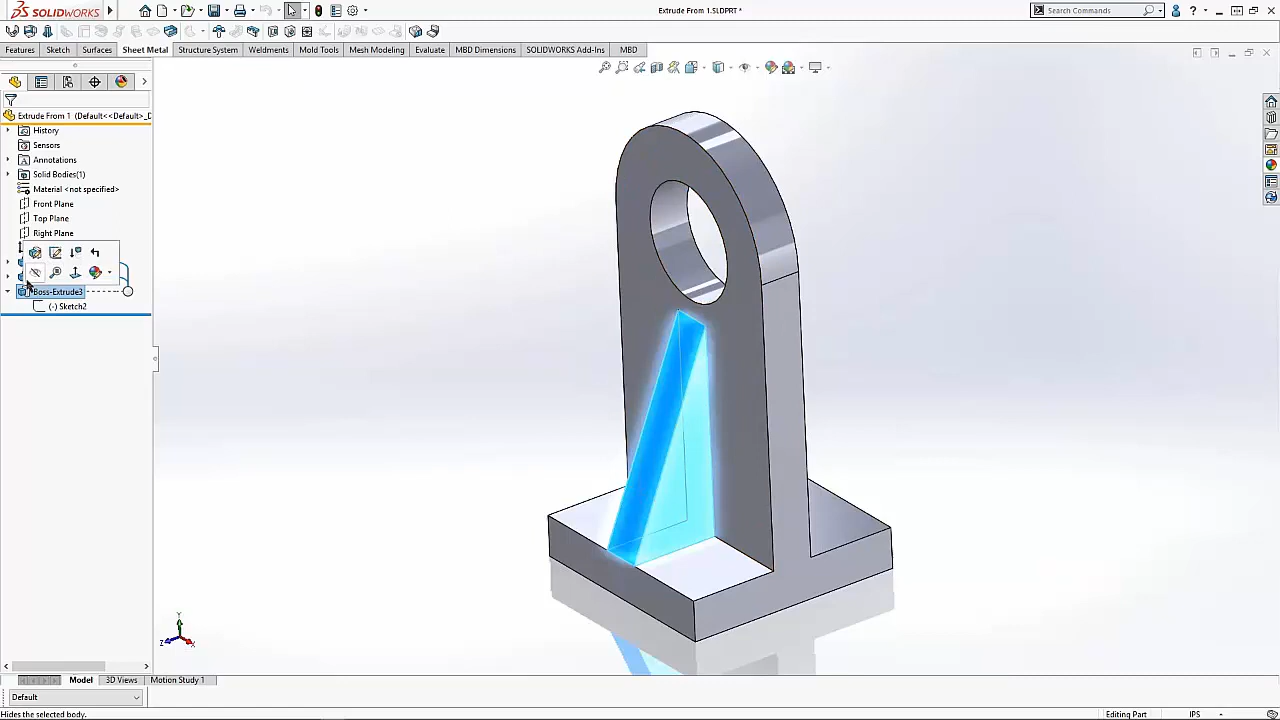 SOLIDWORKS
Extrude From 1.SLDPRT *
Search Commands
Features
Sketch
Surfaces
Sheet Metal
Structure System
Weldments
Mold Tools
Mesh Modeling
Evaluate
MBD Dimensions
SOLIDWORKS Add-Ins
MBD
Extrude From 1 (Default<<Default>_D
History
Sensors
Annotations
Solid Bodies(1)
Material <not specified>
Front Plane
Top Plane
Right Plane
Boss-Extrude3
(-) Sketch2
Y
Z
X
Model
3D Views
Motion Study 1
Default
Hides the selected body.
Editing Part
IPS